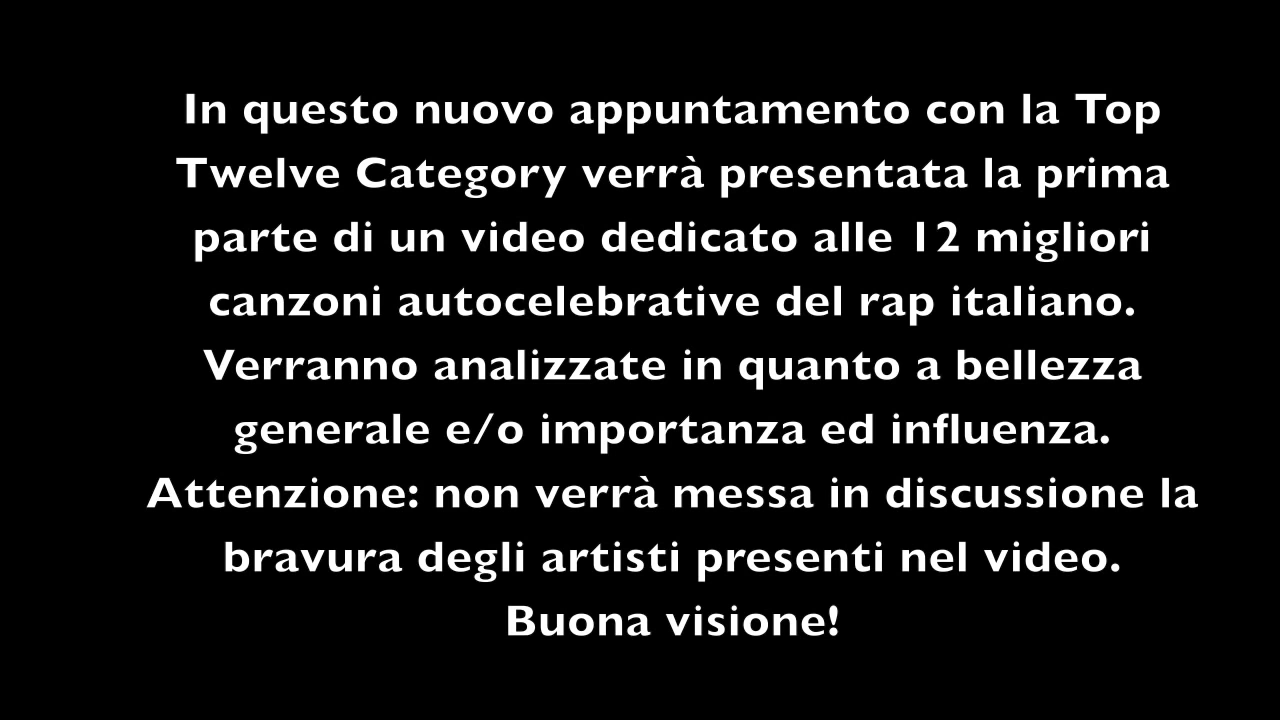 In questo nuovo appuntamento con la Top
Twelve Category verrà presentata la prima
parte di un video dedicato alle 12 migliori
canzoni autocelebrative del rap italiano.
Verranno analizzate in quanto a bellezza
generale e/o importanza ed influenza.
Attenzione: non verrà messa in discussione la
bravura degli artisti presenti nel video.
Buona visione!